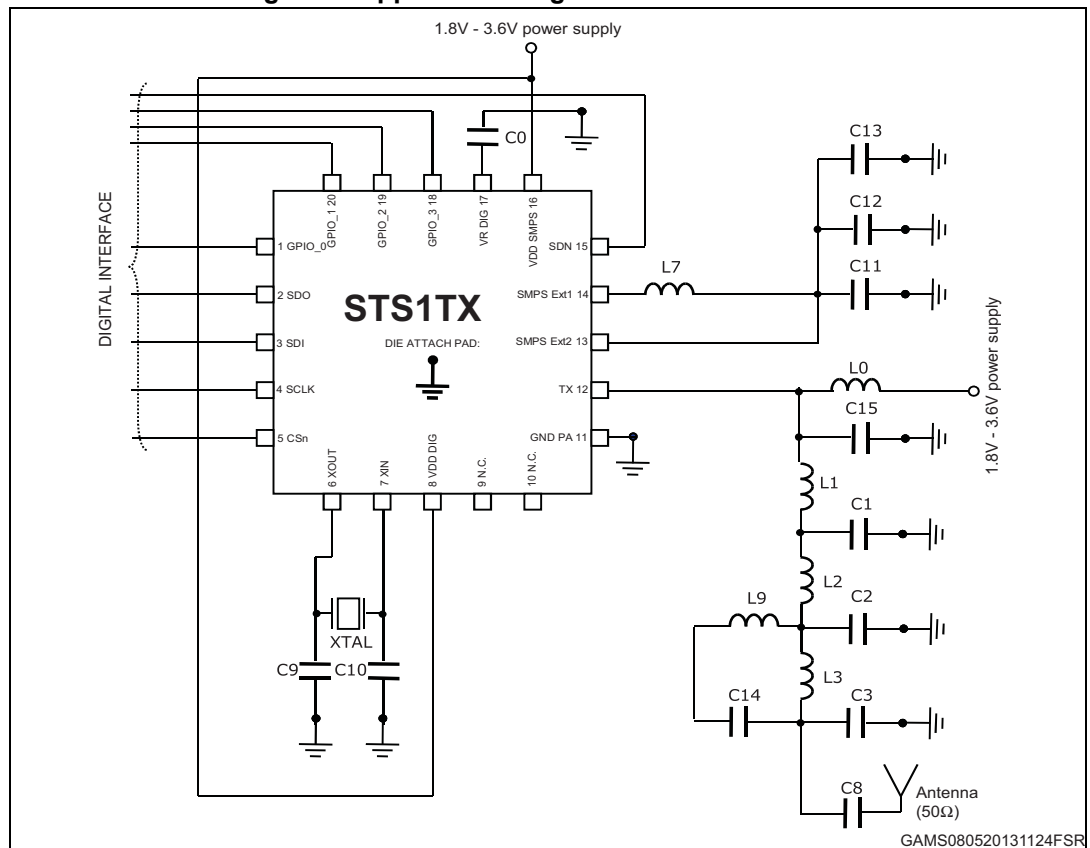 1.8V - 3.6V power supply
C0
C13
C12
C11
DIGITAL INTERFACE
GPIO_1 20
GPIO_2 19
GPIO_3 18
VR DIG 17
VDD SMPS 16
1 GPIO_0
SDN 15
L7
2 SDO
STS1TX
SMPS Ext1 14
3 SDI
DIE ATTACH PAD:
SMPS Ext2 13
4 SCLK
TX 12
L0
1.8V - 3.6V power supply
C15
5 CSn
GND PA 11
6 XOUT
7 XIN
8 VDD DIG
9 N.C.
10 N.C.
L1
C1
L2
C2
L9
XTAL
C9
C10
L3
C14
C3
C8
Antenna
(50Ω)
GAMS080520131124FSR